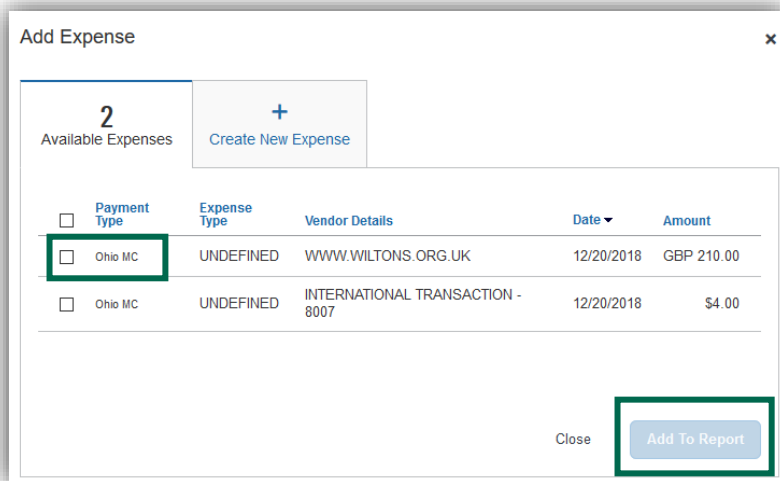 Add Expense ×
2
Available Expenses
+
Create New Expense
Payment Type Expense Type Vendor Details Date Amount
Ohio MC UNDEFINED WWW.WILTONS.ORG.UK 12/20/2018 GBP 210.00
Ohio MC UNDEFINED INTERNATIONAL TRANSACTION - 12/20/2018 $4.00
8007
Close Add To Report